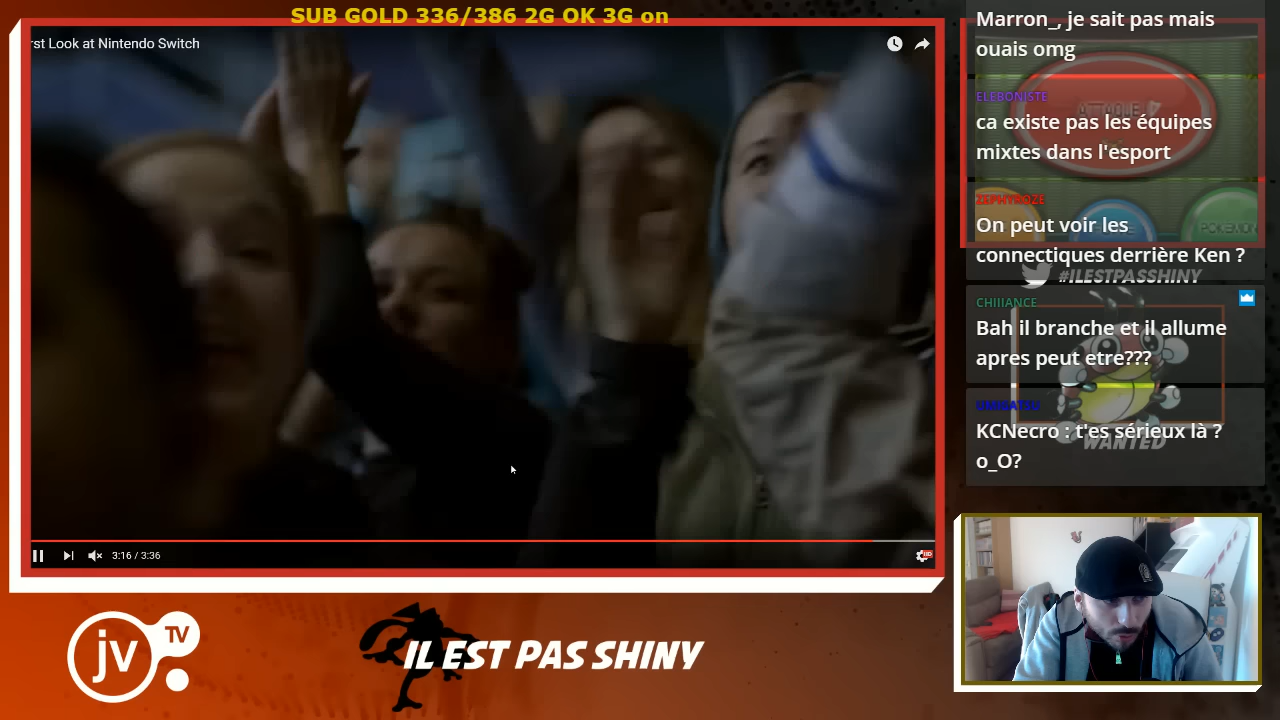 SUB GOLD 336/386 2G OK 3G on
rst Look at Nintendo Switch
3:16 / 3:36
HD
Marron_, je sait pas mais
ouais omg
ELEBONISTE
ca existe pas les équipes
mixtes dans l'esport
ZEPHYROZE
On peut voir les
connectiques derrière Ken ?
#ILESTPASSHINY
CHIIIANCE
Bah il branche et il allume
apres peut etre???
KCNecro : t'es sérieux là ?
o_O?
WANTED
jv TV
IL EST PAS SHINY